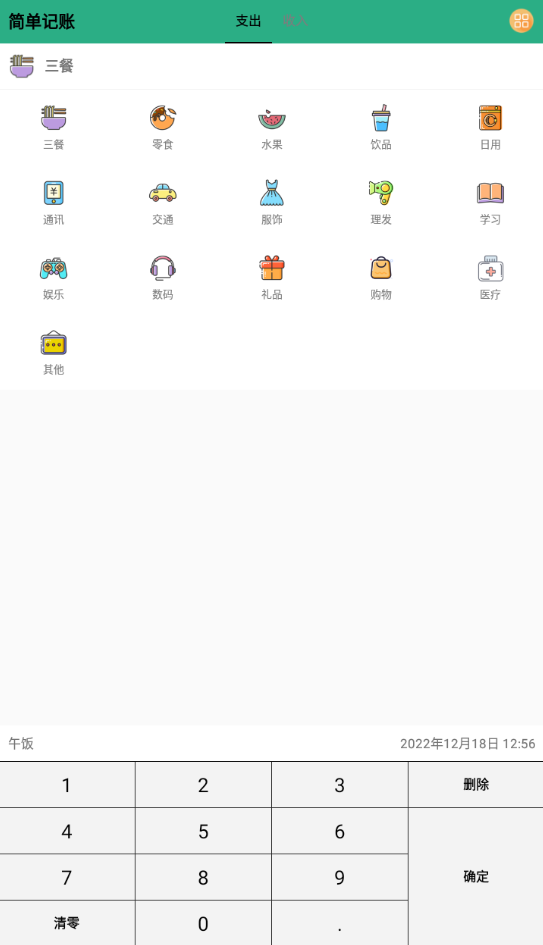 简单记账 支出 收入
三餐
三餐 零食 水果 饮品 日用
通讯 交通 服饰 理发 学习
娱乐 数码 礼品 购物 医疗
其他
午饭 2022年12月18日 12:56
1 2 3 删除
4 5 6
7 8 9 确定
清零 0 .